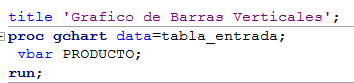 title 'Grafico de Barras Verticales';
proc gchart data=tabla_entrada;
vbar PRODUCTO;
run;